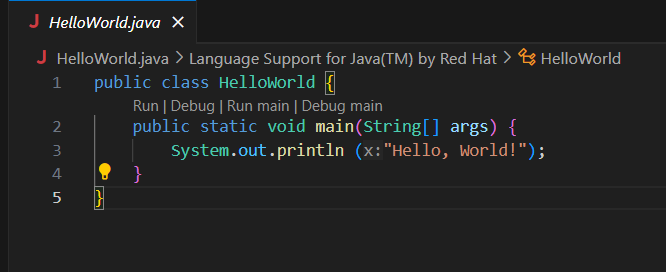 HelloWorld.java
HelloWorld.java > Language Support for Java(TM) by Red Hat > HelloWorld
1 public class HelloWorld {
Run | Debug | Run main | Debug main
2 public static void main(String[] args) {
3 System.out.println (x:"Hello, World!");
4 }
5 }